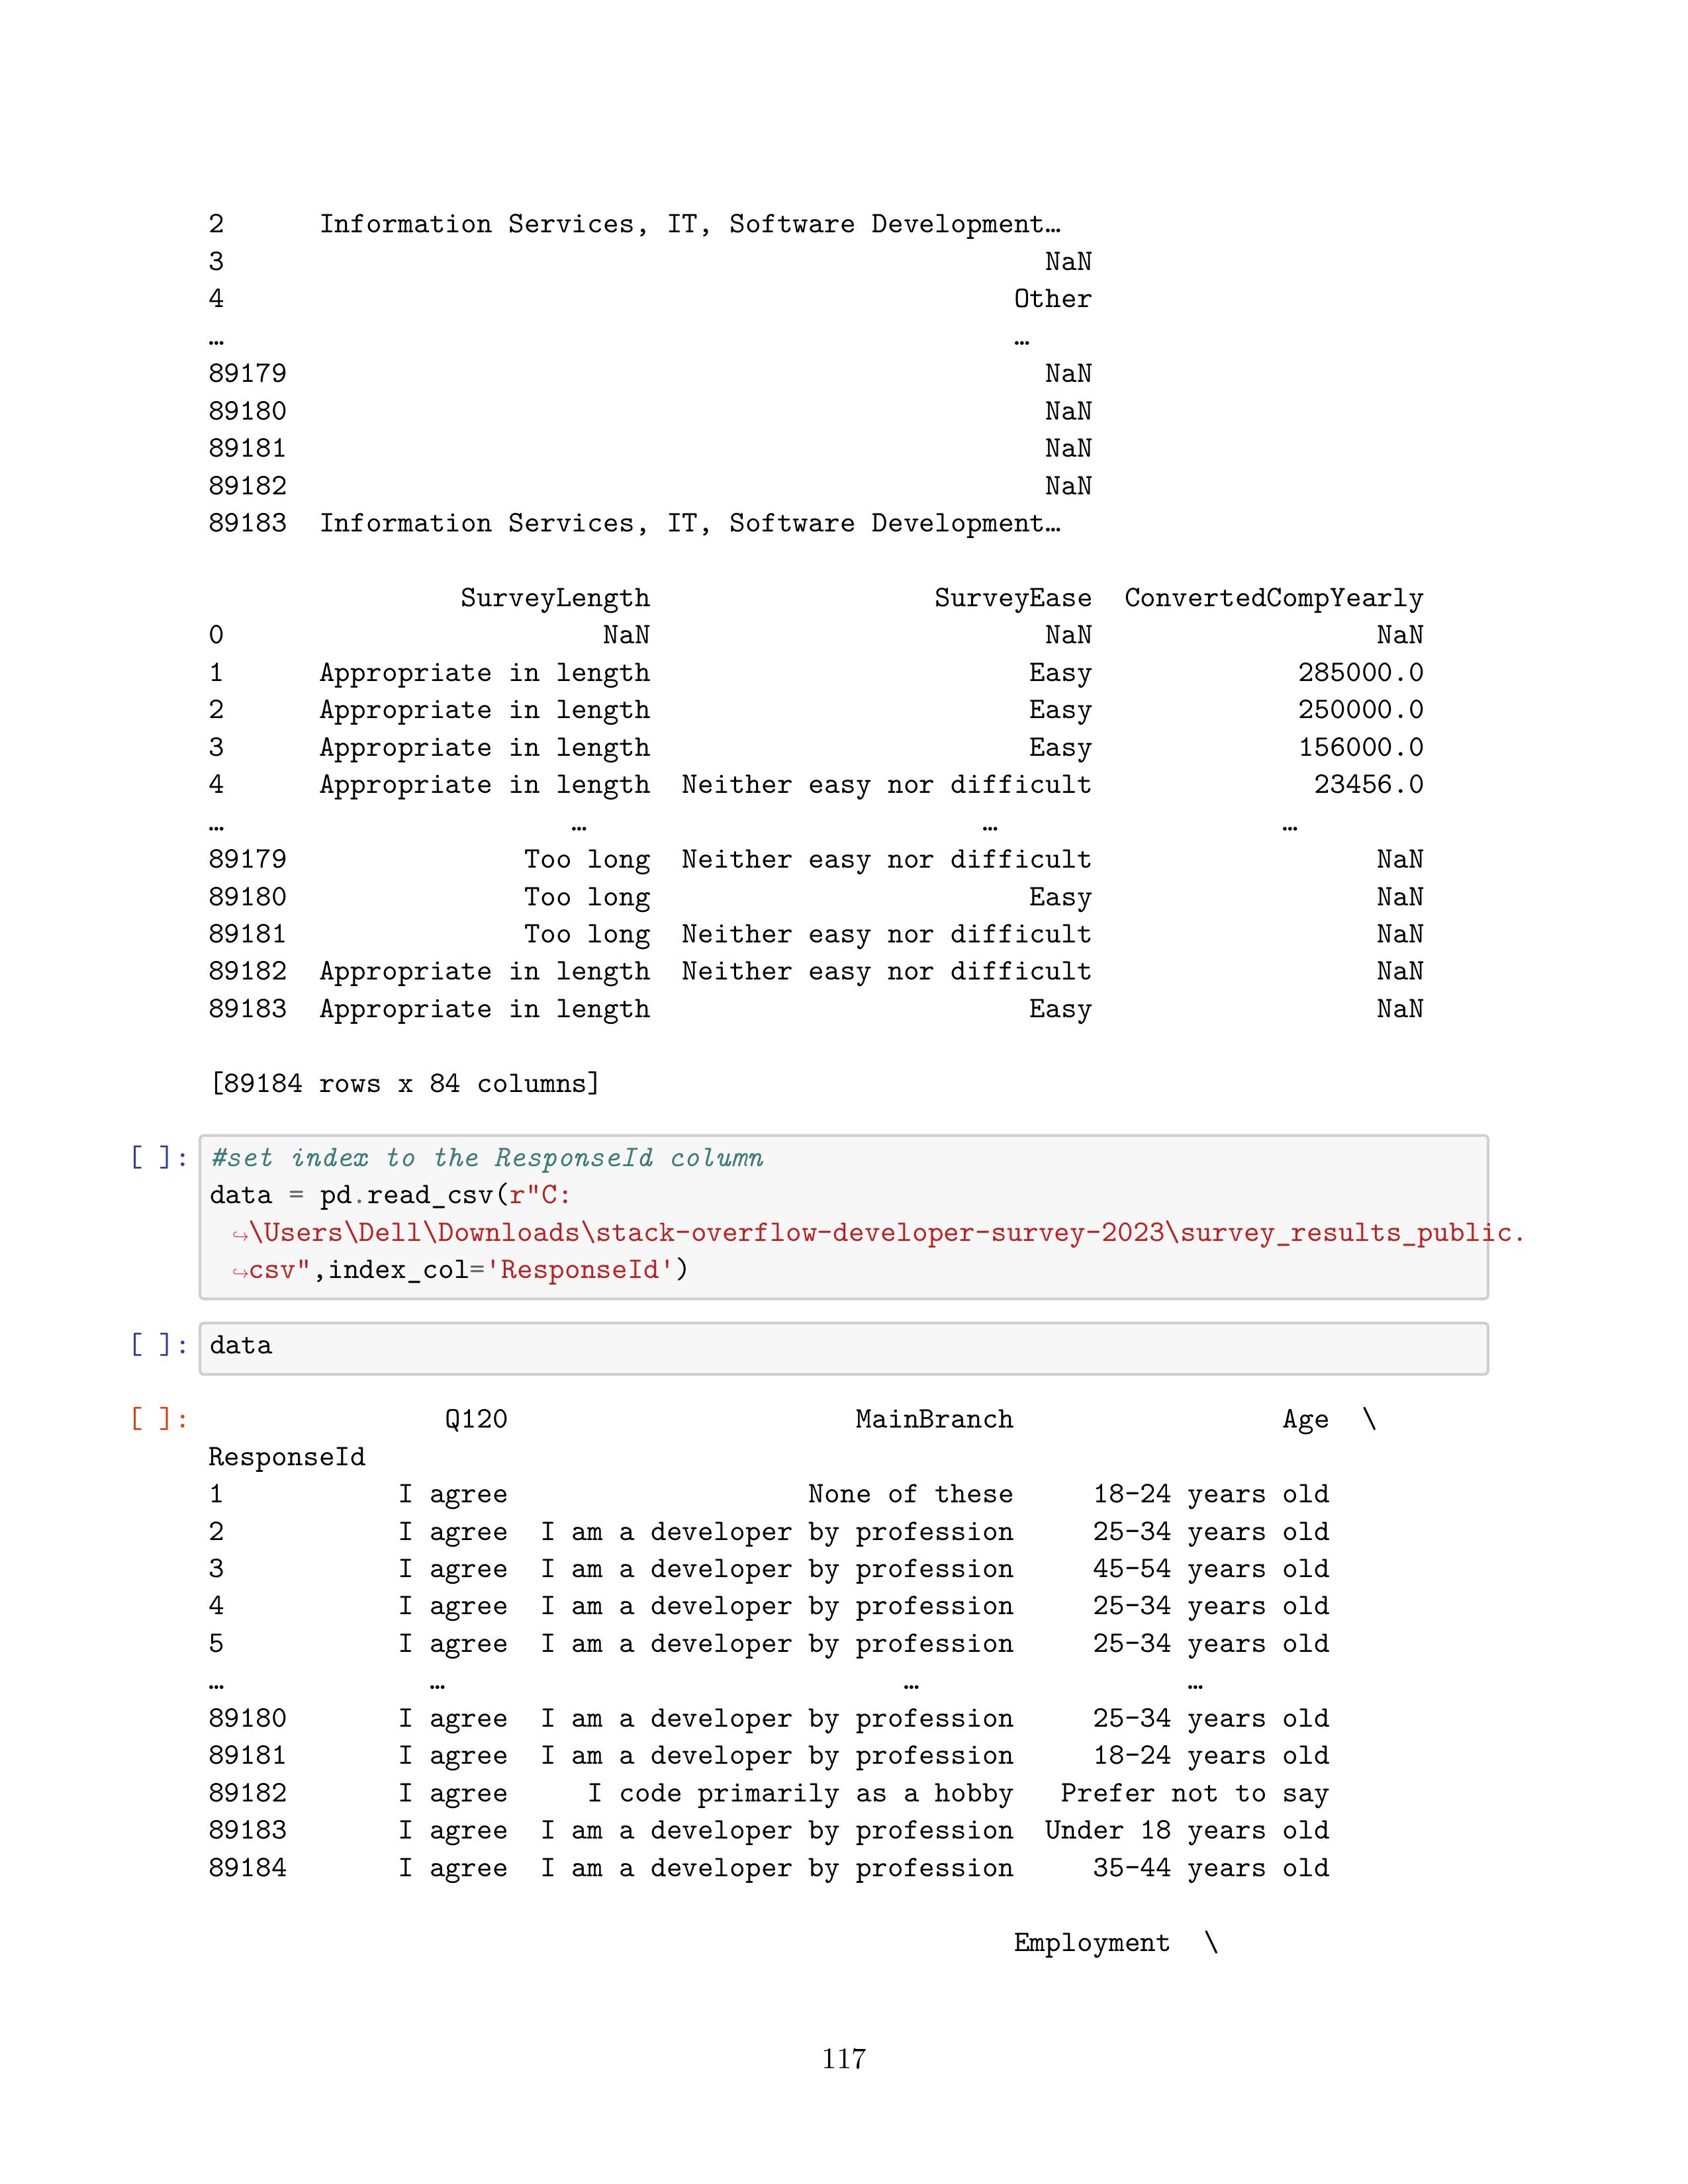 2      Information Services, IT, Software Development…
3                                                    NaN
4                                                  Other
…                                                  …
89179                                                NaN
89180                                                NaN
89181                                                NaN
89182                                                NaN
89183  Information Services, IT, Software Development…
                SurveyLength                  SurveyEase  ConvertedCompYearly
0                        NaN                         NaN                  NaN
1      Appropriate in length                        Easy             285000.0
2      Appropriate in length                        Easy             250000.0
3      Appropriate in length                        Easy             156000.0
4      Appropriate in length  Neither easy nor difficult              23456.0
…                      …                         …                  …
89179               Too long  Neither easy nor difficult                  NaN
89180               Too long                        Easy                  NaN
89181               Too long  Neither easy nor difficult                  NaN
89182  Appropriate in length  Neither easy nor difficult                  NaN
89183  Appropriate in length                        Easy                  NaN
[89184 rows x 84 columns]
[ ]: #set index to the ResponseId column
data = pd.read_csv(r"C:
↪\Users\Dell\Downloads\stack-overflow-developer-survey-2023\survey_results_public.
↪csv",index_col='ResponseId')
[ ]: data
[ ]:                Q120                      MainBranch                 Age  \
ResponseId
1           I agree                   None of these     18-24 years old
2           I agree  I am a developer by profession     25-34 years old
3           I agree  I am a developer by profession     45-54 years old
4           I agree  I am a developer by profession     25-34 years old
5           I agree  I am a developer by profession     25-34 years old
…             …                              …                 …
89180       I agree  I am a developer by profession     25-34 years old
89181       I agree  I am a developer by profession     18-24 years old
89182       I agree     I code primarily as a hobby   Prefer not to say
89183       I agree  I am a developer by profession  Under 18 years old
89184       I agree  I am a developer by profession     35-44 years old
                                                   Employment  \
117